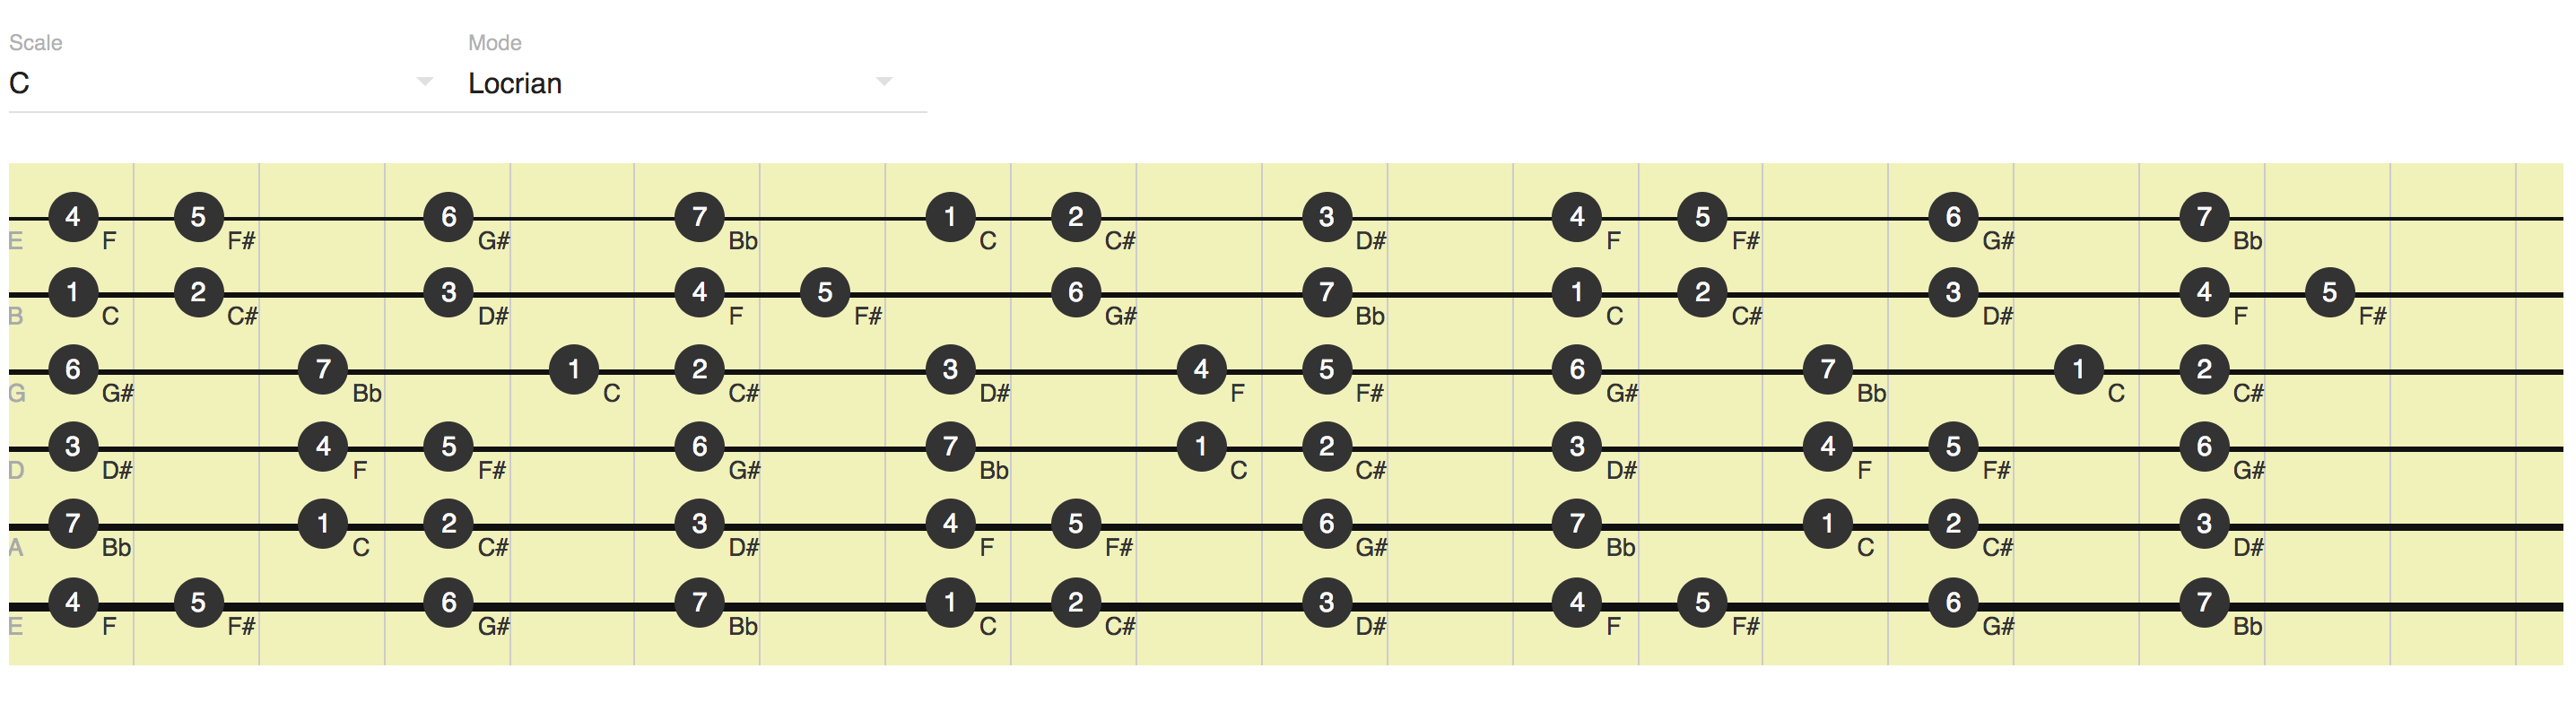 Scale Mode
C Locrian
4 5 6 7 1 2 3 4 5 6 7
E F F# G# Bb C C# D# F F# G# Bb
1 2 3 4 5 6 7 1 2 3 4 5
B C C# D# F F# G# Bb C C# D# F F#
6 7 1 2 3 4 5 6 7 1 2
G G# Bb C C# D# F F# G# Bb C C#
3 4 5 6 7 1 2 3 4 5 6
D D# F F# G# Bb C C# D# F F# G#
7 1 2 3 4 5 6 7 1 2 3
A Bb C C# D# F F# G# Bb C C# D#
4 5 6 7 1 2 3 4 5 6 7
E F F# G# Bb C C# D# F F# G# Bb